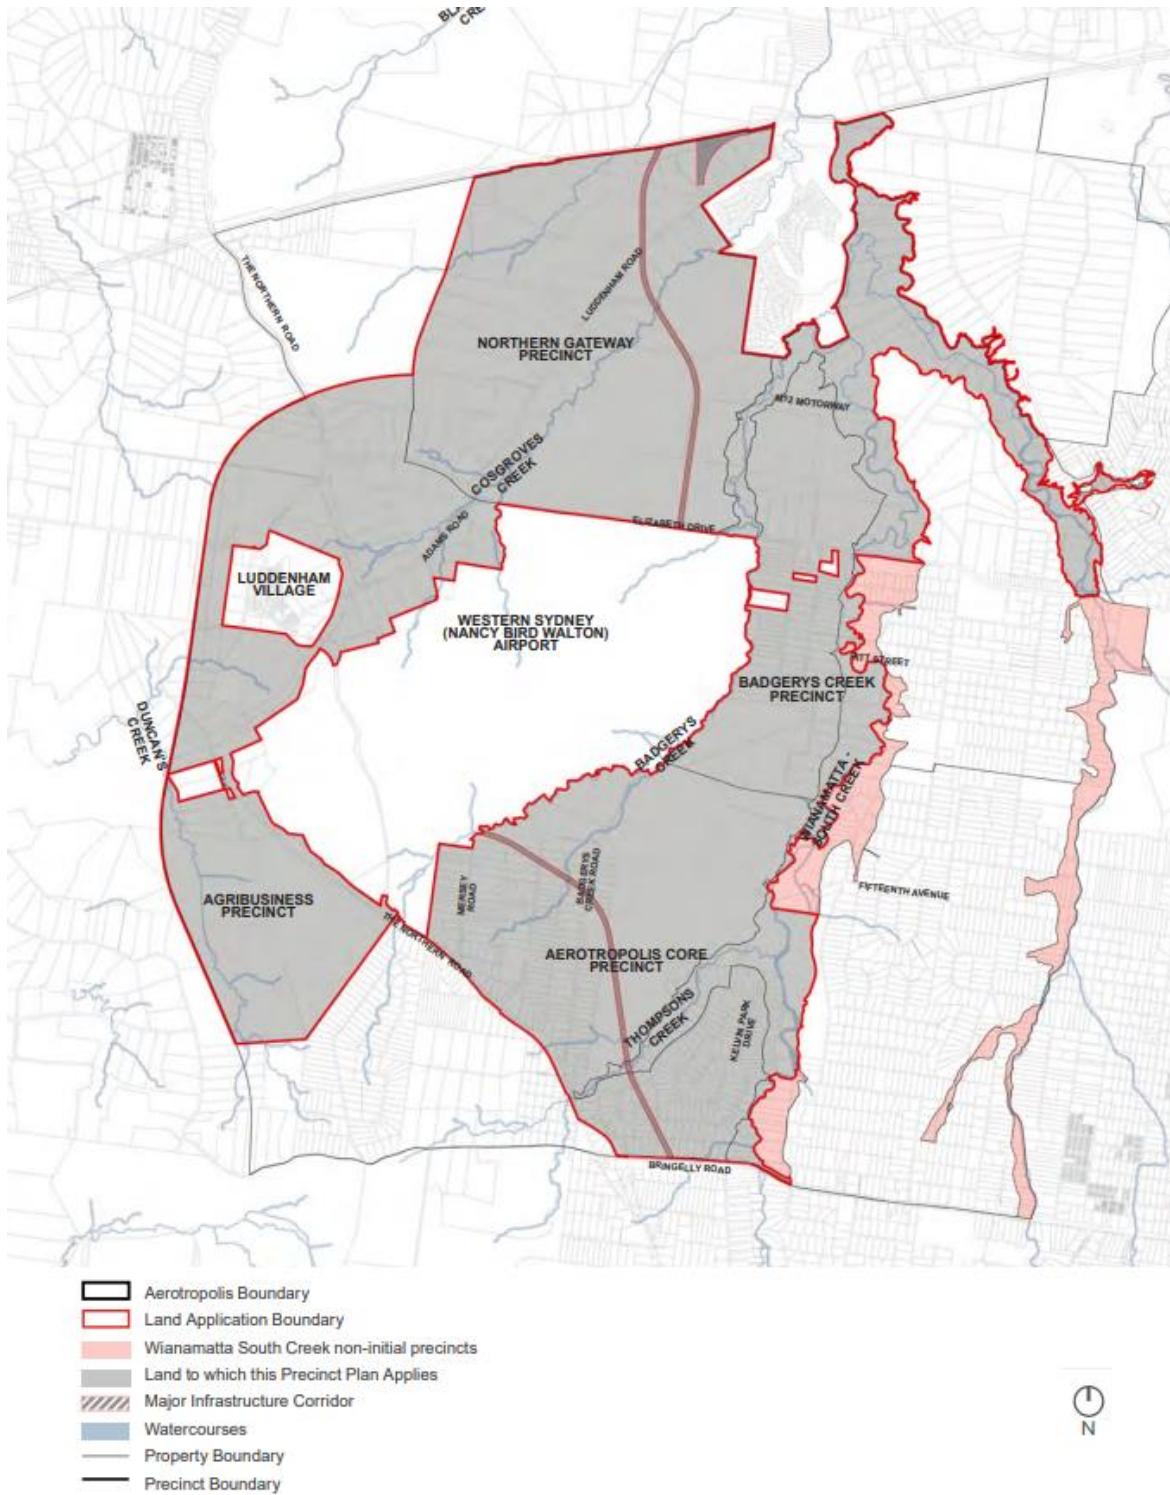 BLA
CRE
THE NORTHERN ROAD
LUDDENHAM ROAD
NORTHERN GATEWAY
PRECINCT
M12 MOTORWAY
COSGROVES
CREEK
ADAMS ROAD
ELIZABETH DRIVE
LUDDENHAM
VILLAGE
WESTERN SYDNEY
(NANCY BIRD WALTON)
AIRPORT
PITT STREET
BADGERYS CREEK
PRECINCT
DUNCAN'S
CREEK
BADGERYS
CREEK
WIANAMATTA -
SOUTH CREEK
MERSEY
ROAD
BADGERYS
CREEK ROAD
FIFTEENTH AVENUE
AGRIBUSINESS
PRECINCT
THE NORTHERN ROAD
AEROTROPOLIS CORE
PRECINCT
THOMPSONS
CREEK
KELVIN PARK
DRIVE
BRINGELLY ROAD
Aerotropolis Boundary
Land Application Boundary
Wianamatta South Creek non-initial precincts
Land to which this Precinct Plan Applies
Major Infrastructure Corridor
Watercourses
Property Boundary
Precinct Boundary
N